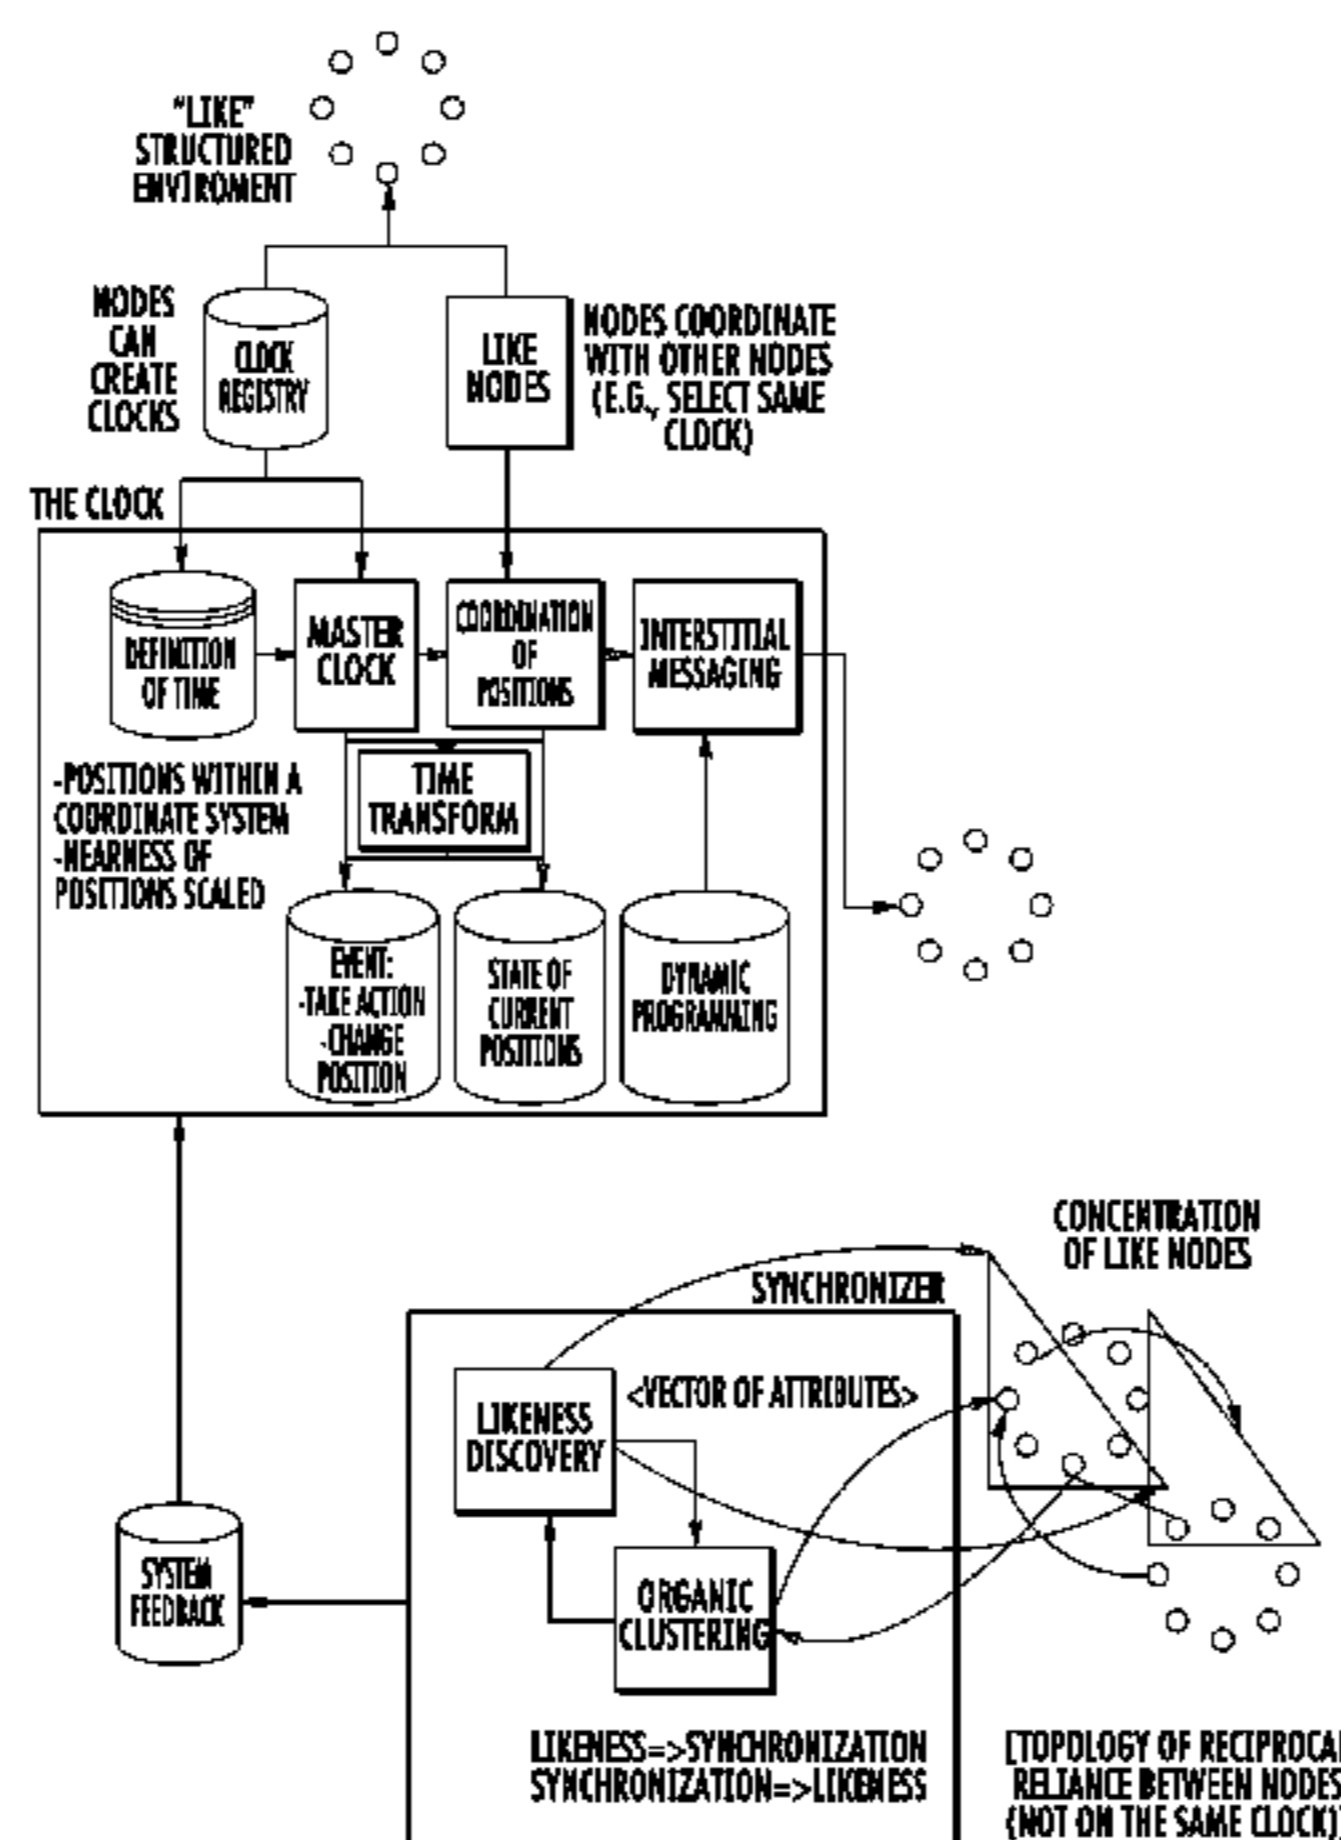 "LIKE"
STRUCTURED
ENVIROMENT
NODES
CAN
CREATE
CLOCKS
CLOCK
REGISTRY
LIKE
NODES
NODES COORDINATE
WITH OTHER NODES
(E.G., SELECT SAME
CLOCK)
THE CLOCK
DEFINITION
OF TIME
MASTER
CLOCK
COORDINATION
OF
POSITIONS
INTERSTITIAL
MESSAGING
-POSITIONS WITHIN A
COORDINATE SYSTEM
-NEARNESS OF
POSITIONS SCALED
TIME
TRANSFORM
EVENT:
-TAKE ACTION
-CHANGE
POSITION
STATE OF
CURRENT
POSITIONS
DYNAMIC
PROGRAMMING
CONCENTRATION
OF LIKE NODES
SYNCHRONIZER
LIKENESS
DISCOVERY
<VECTOR OF ATTRIBUTES>
SYSTEM
FEEDBACK
ORGANIC
CLUSTERING
LIKENESS=>SYNCHRONIZATION
SYNCHRONIZATION=>LIKENESS
[TOPOLOGY OF RECIPROCA
RELIANCE BETWEEN NODES
(NOT ON THE SAME CLOCK)